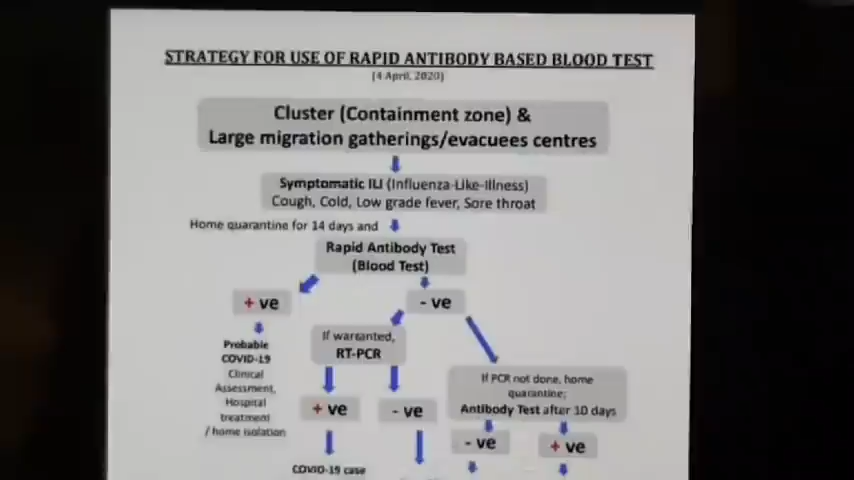 STRATEGY FOR USE OF RAPID ANTIBODY BASED BLOOD TEST
(4 April, 2020)
Cluster (Containment zone) &
Large migration gatherings/evacuees centres
Symptomatic ILI (Influenza-Like-Illness)
Cough, Cold, Low grade fever, Sore throat
Home quarantine for 14 days and
Rapid Antibody Test
(Blood Test)
+ ve
- ve
Probable
COVID-19
Clinical
Assessment,
Hospital
treatment
/ home isolation
If warranted,
RT-PCR
+ ve
- ve
COVID-19 case
If PCR not done, home
quarantine;
Antibody Test after 10 days
- ve
+ ve